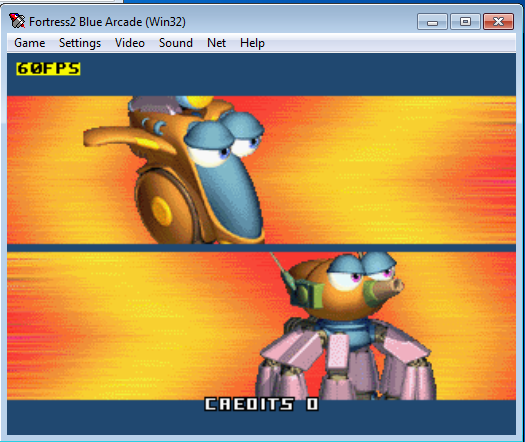 Fortress2 Blue Arcade (Win32)
Game Settings Video Sound Net Help
60FPS
CREDITS 0